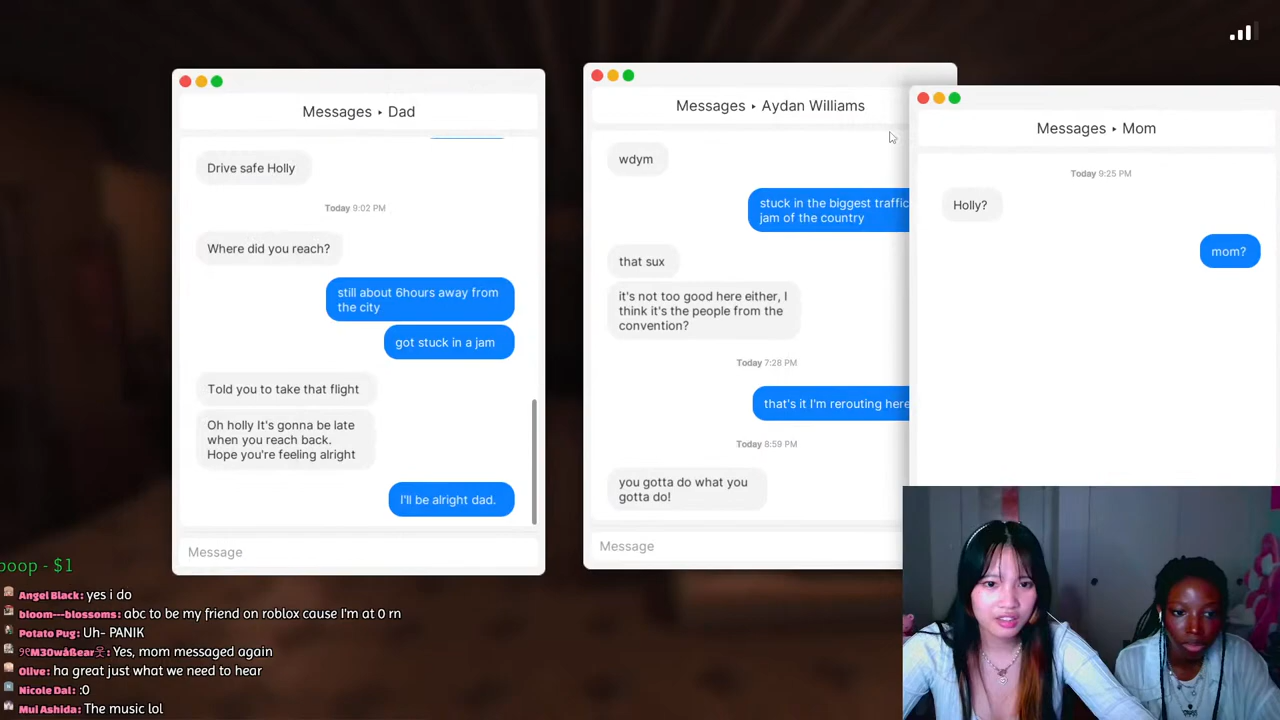 Messages ▸ Dad
Drive safe Holly
Today 9:02 PM
Where did you reach?
still about 6hours away from
the city
got stuck in a jam
Told you to take that flight
Oh holly It's gonna be late
when you reach back.
Hope you're feeling alright
I'll be alright dad.
Message
Messages ▸ Aydan Williams
wdym
stuck in the biggest traffic
jam of the country
that sux
it's not too good here either, I
think it's the people from the
convention?
Today 7:28 PM
that's it I'm rerouting here
Today 8:59 PM
you gotta do what you
gotta do!
Message
Messages ▸ Mom
Today 9:25 PM
Holly?
mom?
poop - $1
Angel Black: yes i do
bloom---blossoms: abc to be my friend on roblox cause I'm at 0 rn
Potato Pug: Uh- PANIK
Yes, mom messaged again
Olive: ha great just what we need to hear
Nicole Dal: :0
Mui Ashida: The music lol